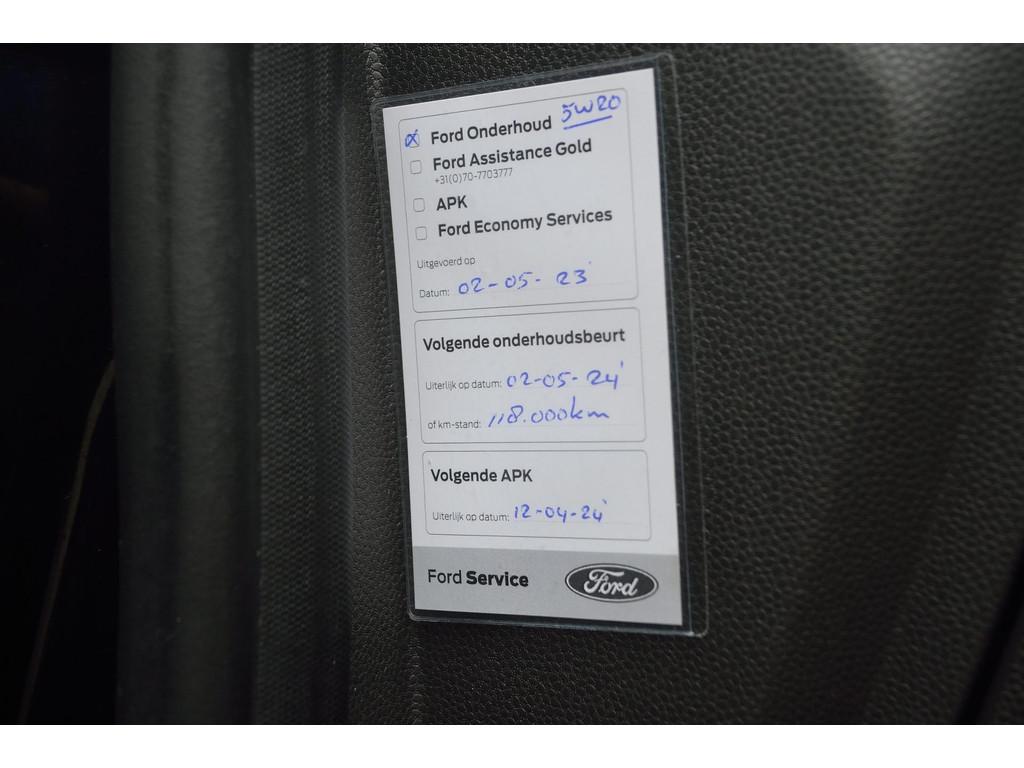 Ford Onderhoud 5W20
Ford Assistance Gold
+31(0)70-7703777
APK
Ford Economy Services
Uitgevoerd op
Datum: 02-05-23'
Volgende onderhoudsbeurt
Uiterlijk op datum: 02-05-24'
of km-stand: 118.000km
Volgende APK
Uiterlijk op datum: 12-04-24'
Ford Service Ford